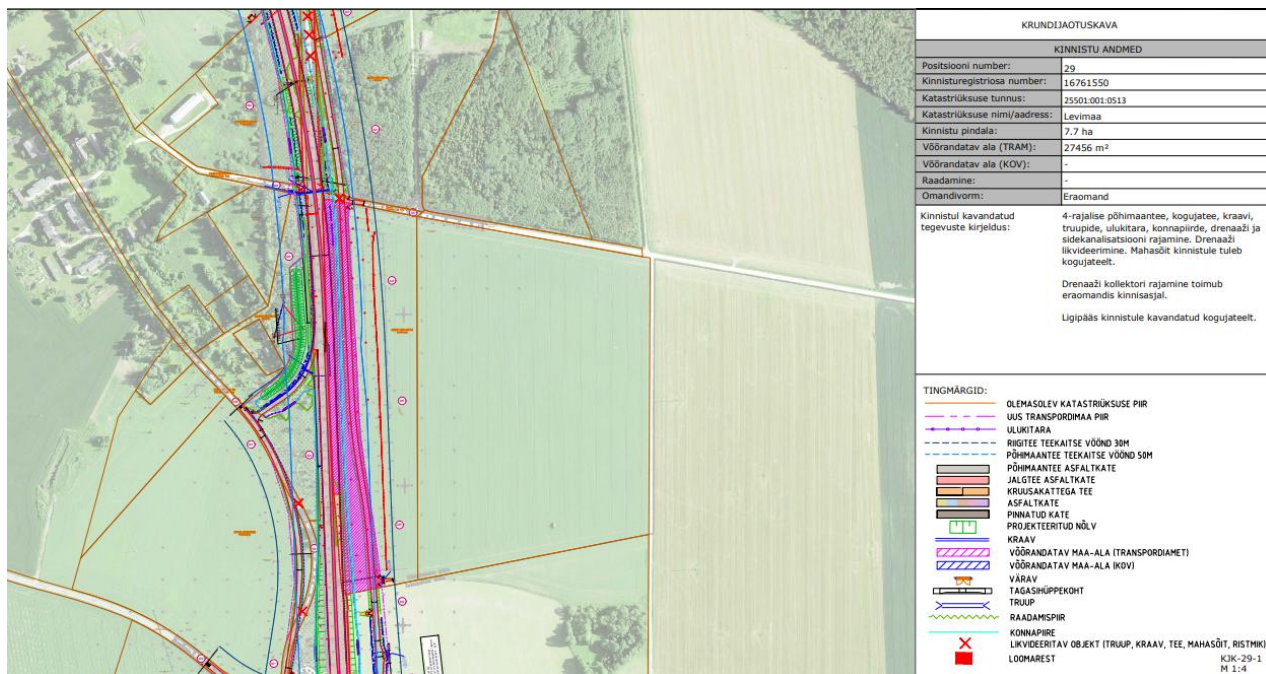 KRUNDIJAOTUSKAVA
KINNISTU ANDMED
Positsiooni number: 29
Kinnisturegistriosa number: 16761550
Katastriüksuse tunnus: 25501:001:0513
Katastriüksuse nimi/aadress: Levimaa
Kinnistu pindala: 7.7 ha
Võõrandatav ala (TRAM): 27456 m²
Võõrandatav ala (KOV): -
Raadamine: -
Omandivorm: Eraomand
Kinnistul kavandatud tegevuste kirjeldus:
4-rajalise põhimaantee, kogujatee, kraavi,
truupide, ulukitara, konnapiirde, drenaaži ja
sidekanalisatsiooni rajamine. Drenaaži
likvideerimine. Mahasõit kinnistule tuleb
kogujateelt.
Drenaaži kollektori rajamine toimub
eraomandis kinnisasjal.
Ligipääs kinnistule kavandatud kogujateelt.
TINGMÄRGID:
OLEMASOLEV KATASTRIÜKSUSE PIIR
UUS TRANSPORDIMAA PIIR
ULUKITARA
RIIGITEE TEEKAITSE VÖÖND 30M
PÕHIMAANTEE TEEKAITSE VÖÖND 50M
PÕHIMAANTEE ASFALTKATE
JALGTEE ASFALTKATE
KRUUSAKATTEGA TEE
ASFALTKATE
PINNATUD KATE
PROJEKTEERITUD NÕLV
KRAAV
VÕÕRANDATAV MAA-ALA (TRANSPORDIAMET)
VÕÕRANDATAV MAA-ALA (KOV)
VÄRAV
TAGASIHÜPPEKOHT
TRUUP
RAADAMISPIIR
KONNAPIIRE
LIKVIDEERITAV OBJEKT (TRUUP, KRAAV, TEE, MAHASÕIT, RISTMIK)
LOOMAREST
KJK-29-1
M 1:4